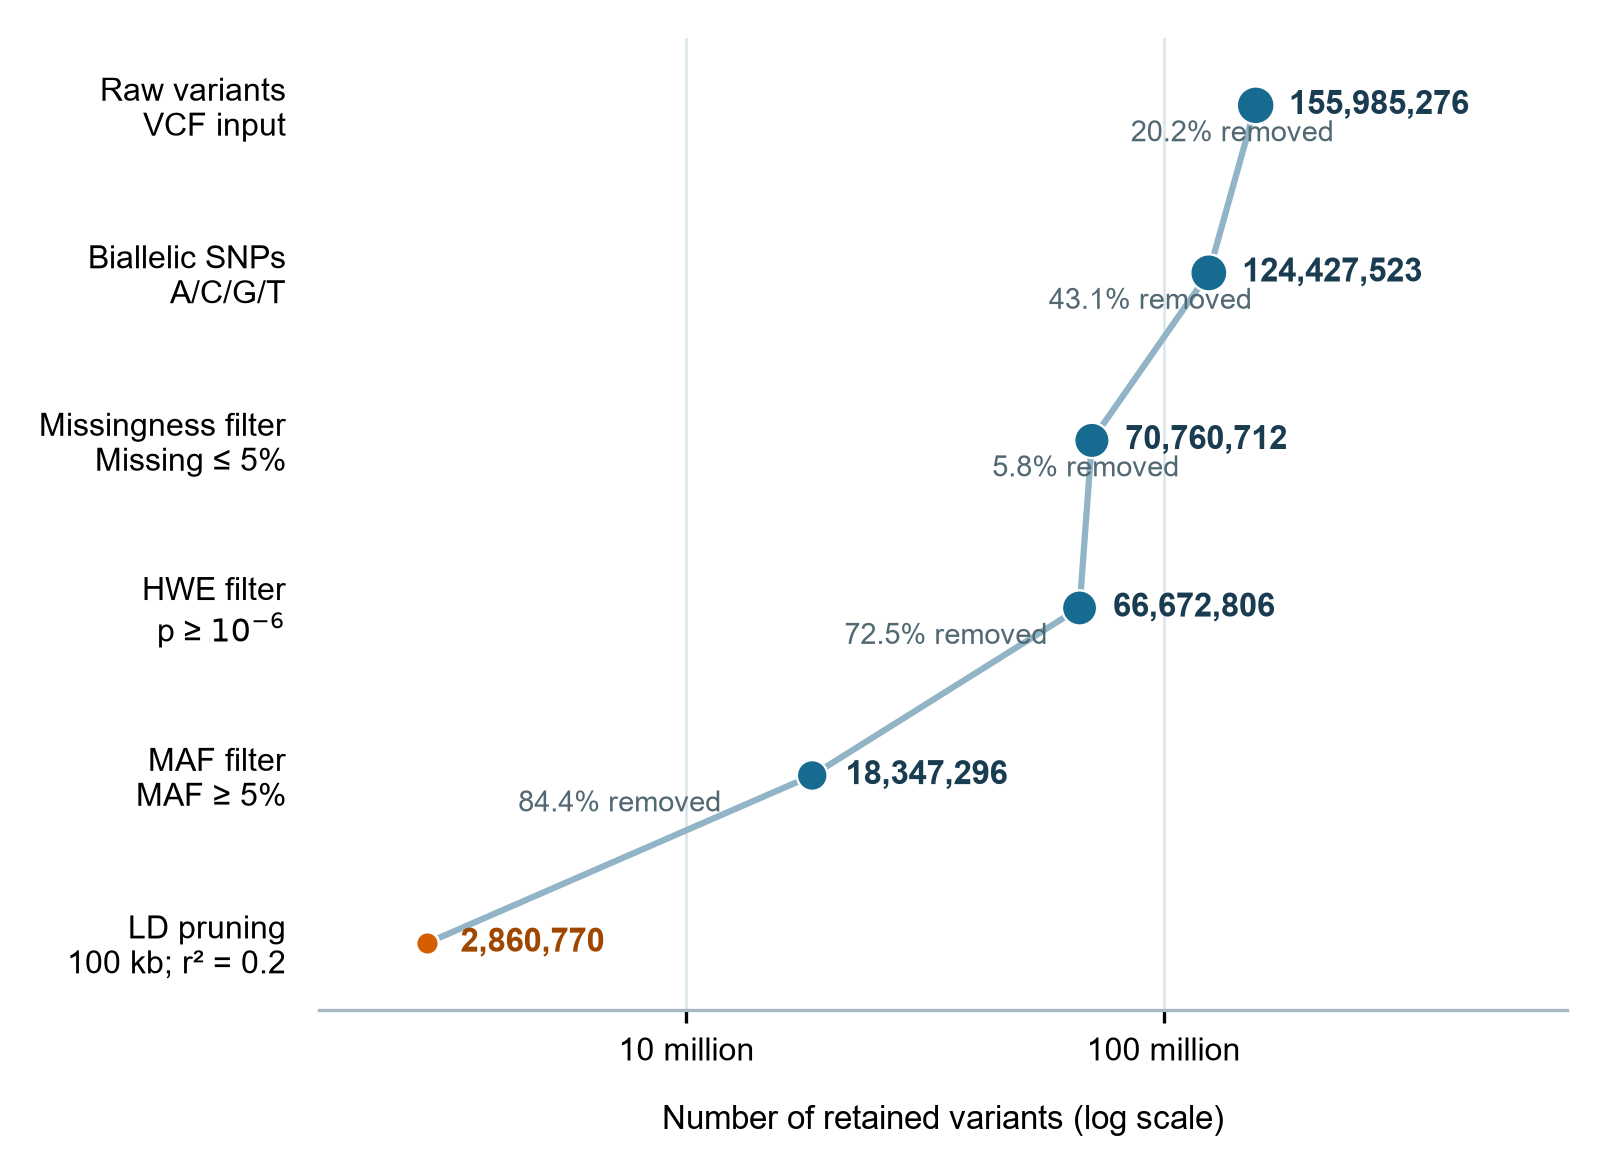 Raw variants
VCF input
155,985,276
20.2% removed
Biallelic SNPs
A/C/G/T
124,427,523
43.1% removed
Missingness filter
Missing ≤ 5%
70,760,712
5.8% removed
HWE filter
p ≥ 10⁻⁶
66,672,806
72.5% removed
MAF filter
MAF ≥ 5%
18,347,296
84.4% removed
LD pruning
100 kb; r² = 0.2
2,860,770
10 million
100 million
Number of retained variants (log scale)